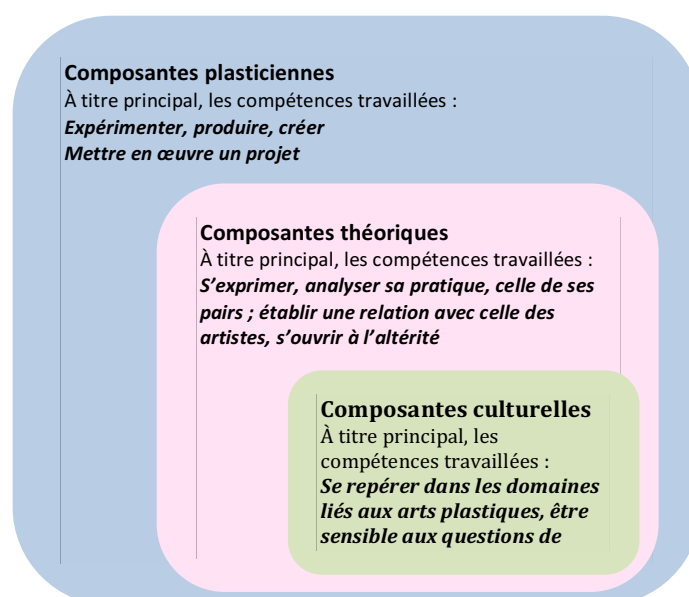 Composantes plasticiennes
À titre principal, les compétences travaillées :
Expérimenter, produire, créer
Mettre en œuvre un projet
Composantes théoriques
À titre principal, les compétences travaillées :
S’exprimer, analyser sa pratique, celle de ses
pairs ; établir une relation avec celle des
artistes, s’ouvrir à l’altérité
Composantes culturelles
À titre principal, les
compétences travaillées :
Se repérer dans les domaines
liés aux arts plastiques, être
sensible aux questions de